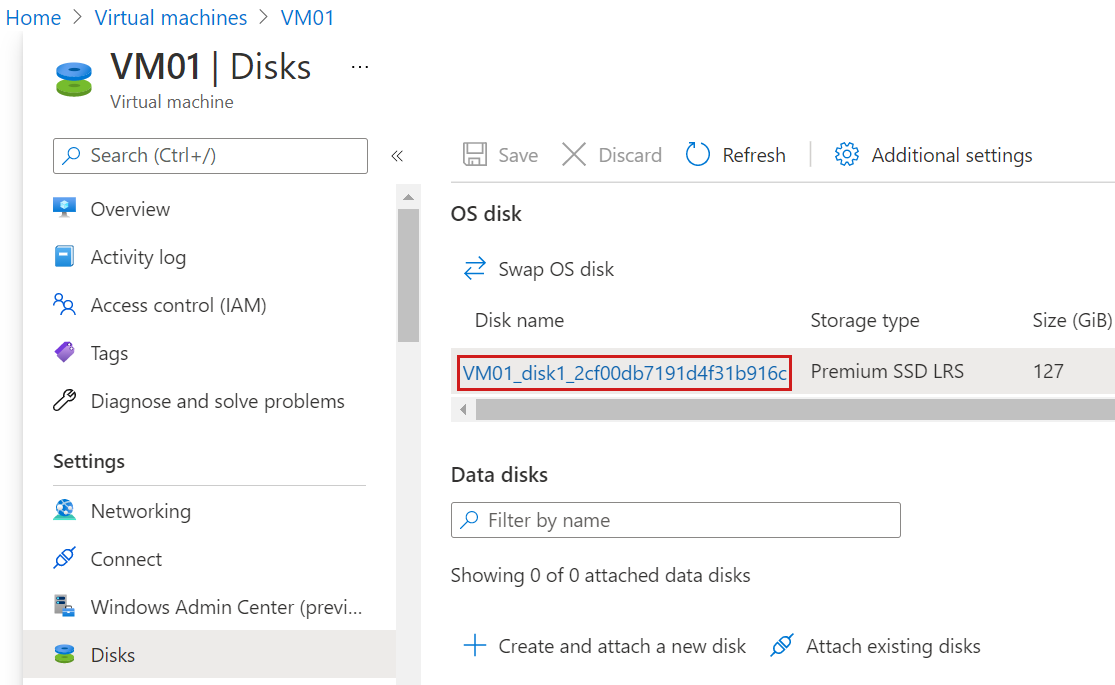 Home > Virtual machines > VM01
VM01 | Disks ...
Virtual machine
Search (Ctrl+/)
«
Overview
Activity log
Access control (IAM)
Tags
Diagnose and solve problems
Settings
Networking
Connect
Windows Admin Center (previ...
Disks
Save
Discard
Refresh
Additional settings
OS disk
Swap OS disk
Disk name Storage type Size (GiB)
VM01_disk1_2cf00db7191d4f31b916c Premium SSD LRS 127
Data disks
Filter by name
Showing 0 of 0 attached data disks
Create and attach a new disk
Attach existing disks